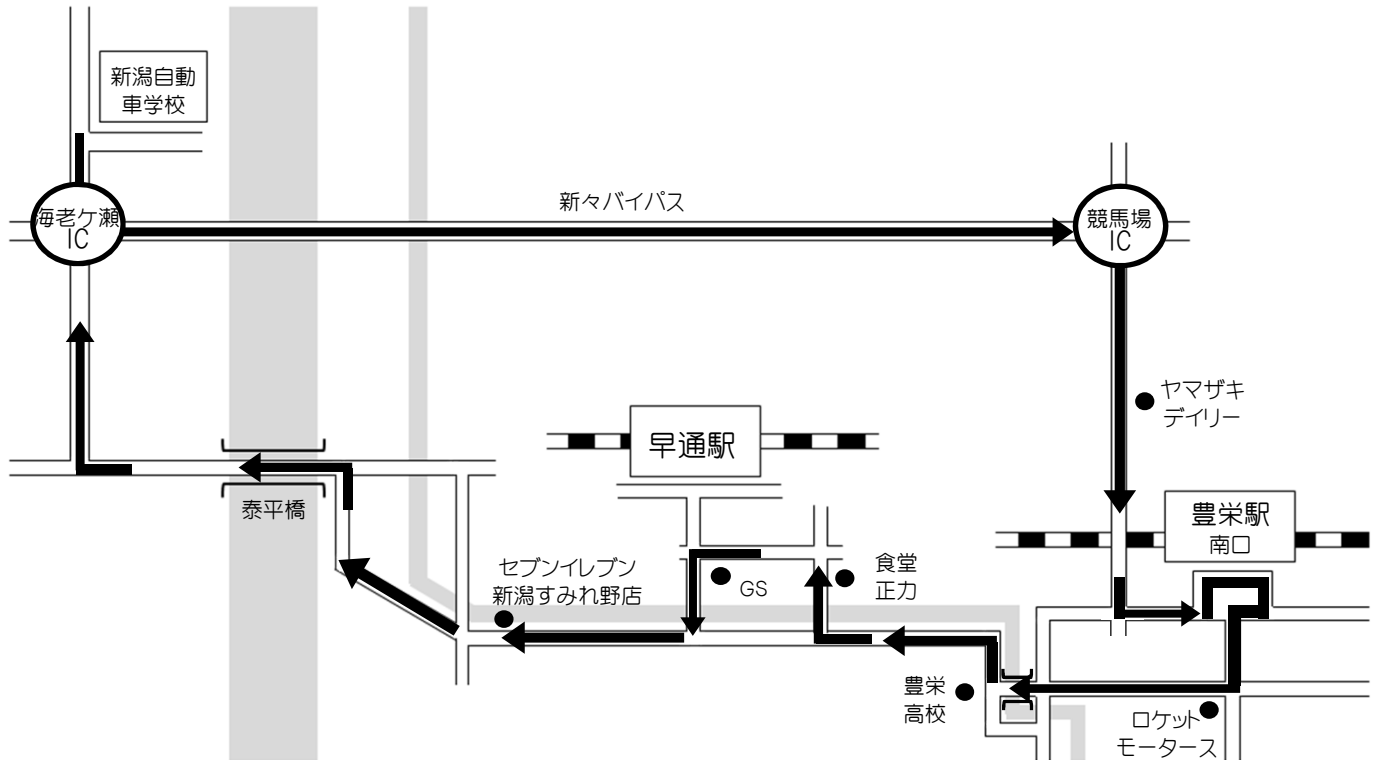 新潟自動
車学校
海老ケ瀬
IC
新々バイパス
競馬場
IC
ヤマザキ
デイリー
早通駅
豊栄駅
南口
泰平橋
セブンイレブン
新潟すみれ野店
GS
食堂
正力
豊栄
高校
ロケット
モータース